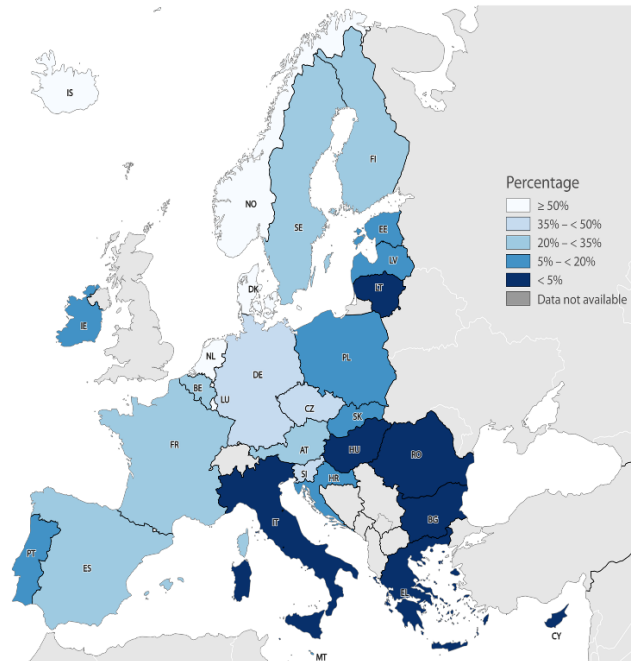 IS
FI
NO
SE
Percentage
≥ 50%
35% – < 50%
20% – < 35%
5% – < 20%
< 5%
Data not available
EE
LV
LT
DK
IE
NL
PL
DE
BE
LU
CZ
SK
FR
AT
HU
RO
SI
HR
IT
BG
PT
ES
EL
CY
MT